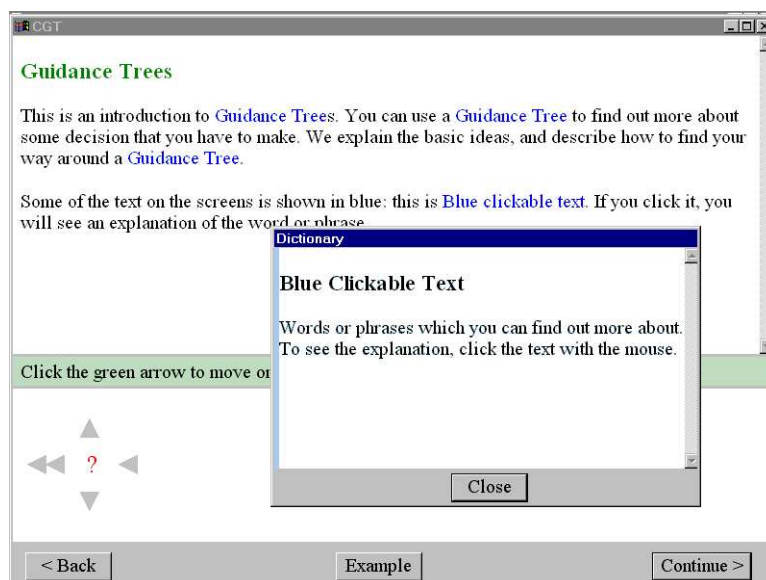 CGT
Guidance Trees
This is an introduction to Guidance Trees. You can use a Guidance Tree to find out more about
some decision that you have to make. We explain the basic ideas, and describe how to find your
way around a Guidance Tree.
Some of the text on the screens is shown in blue: this is Blue clickable text. If you click it, you
will see an explanation of the word or phrase.
Dictionary
Blue Clickable Text
Words or phrases which you can find out more about.
To see the explanation, click the text with the mouse.
Close
Click the green arrow to move
?
< Back
Example
Continue >